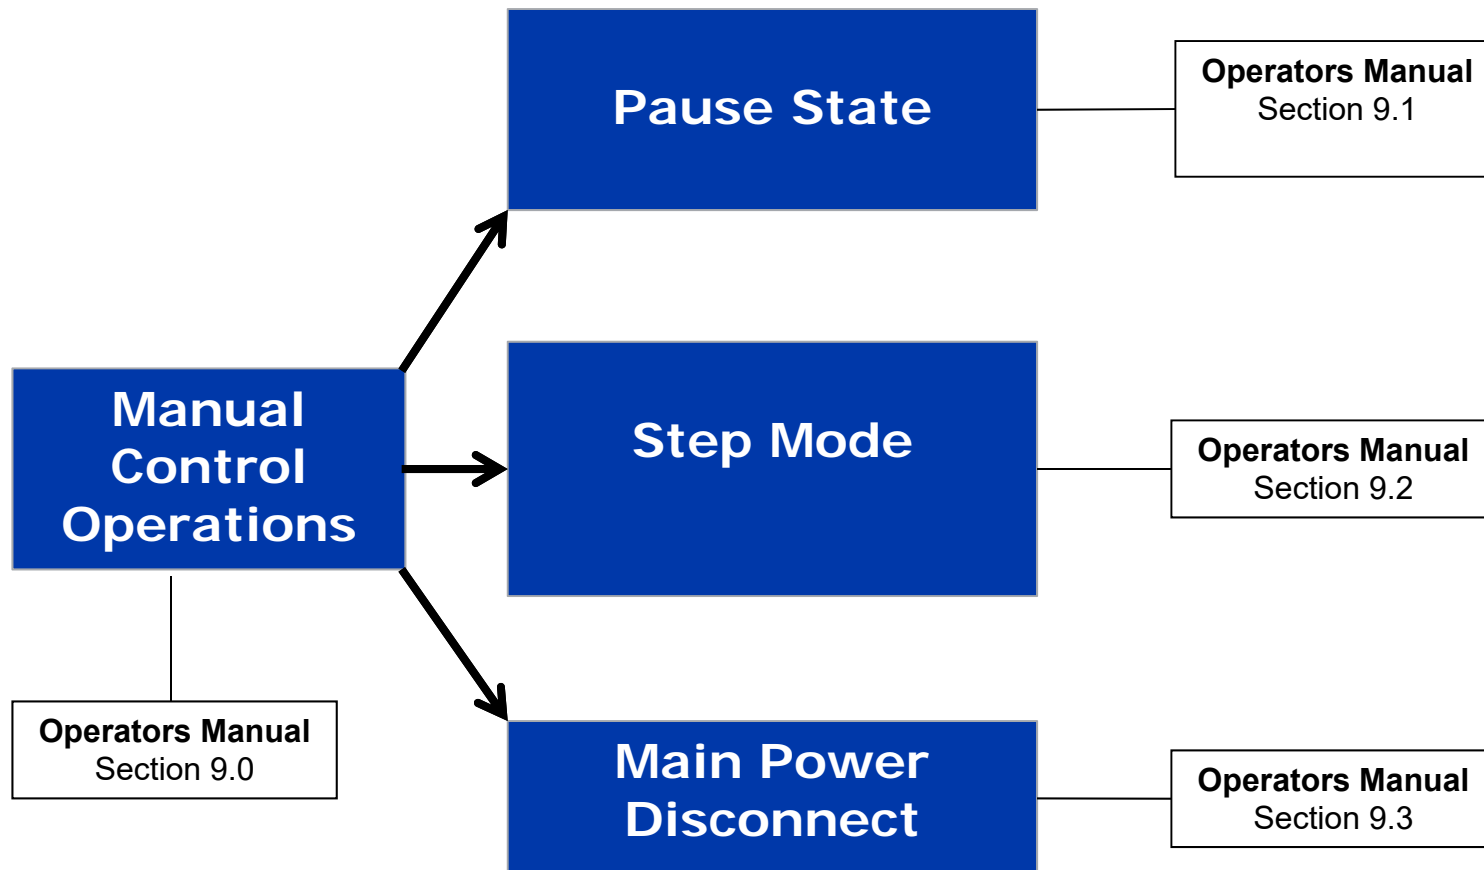 Pause State
Operators Manual
Section 9.1
Manual
Control
Operations
Step Mode
Operators Manual
Section 9.2
Operators Manual
Section 9.0
Main Power
Disconnect
Operators Manual
Section 9.3